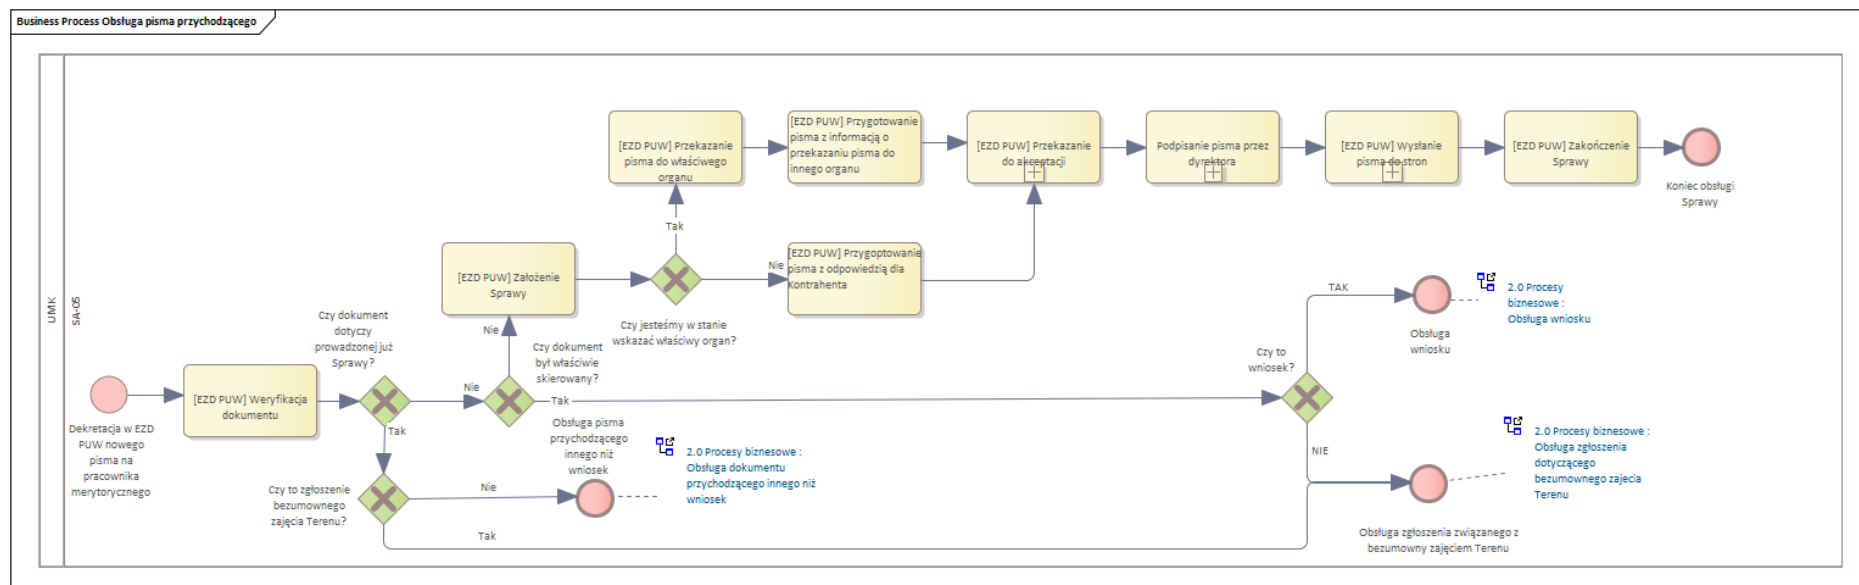 Business Process Obsługa pisma przychodzącego
UMK
SA-05
[EZD PUW] Przekazanie
pisma do właściwego
organu
[EZD PUW] Przygotowanie
pisma z informacją o
przekazaniu pisma do
innego organu
[EZD PUW] Przekazanie
do akceptacji
Podpisanie pisma przez
dyrektora
[EZD PUW] Wysłanie
pisma do stron
[EZD PUW] Zakończenie
Sprawy
Koniec obsługi
Sprawy
Tak
[EZD PUW] Założenie
Sprawy
Nie
[EZD PUW] Przygoptowanie
pisma z odpowiedzią dla
Kontrahenta
Czy jesteśmy w stanie
wskazać właściwy organ?
Czy dokument
dotyczy
prowadzonej już
Sprawy?
Nie
Czy dokument
był właściwie
skierowany?
TAK
2.0 Procesy
biznesowe :
Obsługa wniosku
Obsługa
wniosku
Czy to
wniosek?
[EZD PUW] Weryfikacja
dokumentu
Nie
Tak
Dekretacja w EZD
PUW nowego
pisma na
pracownika
merytorycznego
Tak
Obsługa pisma
przychodzącego
innego niż
wniosek
2.0 Procesy biznesowe :
Obsługa dokumentu
przychodzącego innego niż
wniosek
NIE
2.0 Procesy biznesowe :
Obsługa zgłoszenia
dotyczącego
bezumownego zajecia
Terenu
Czy to zgłoszenie
bezumownego
zajęcia Terenu?
Nie
Tak
Obsługa zgłoszenia związanego z
bezumowny zajęciem Terenu